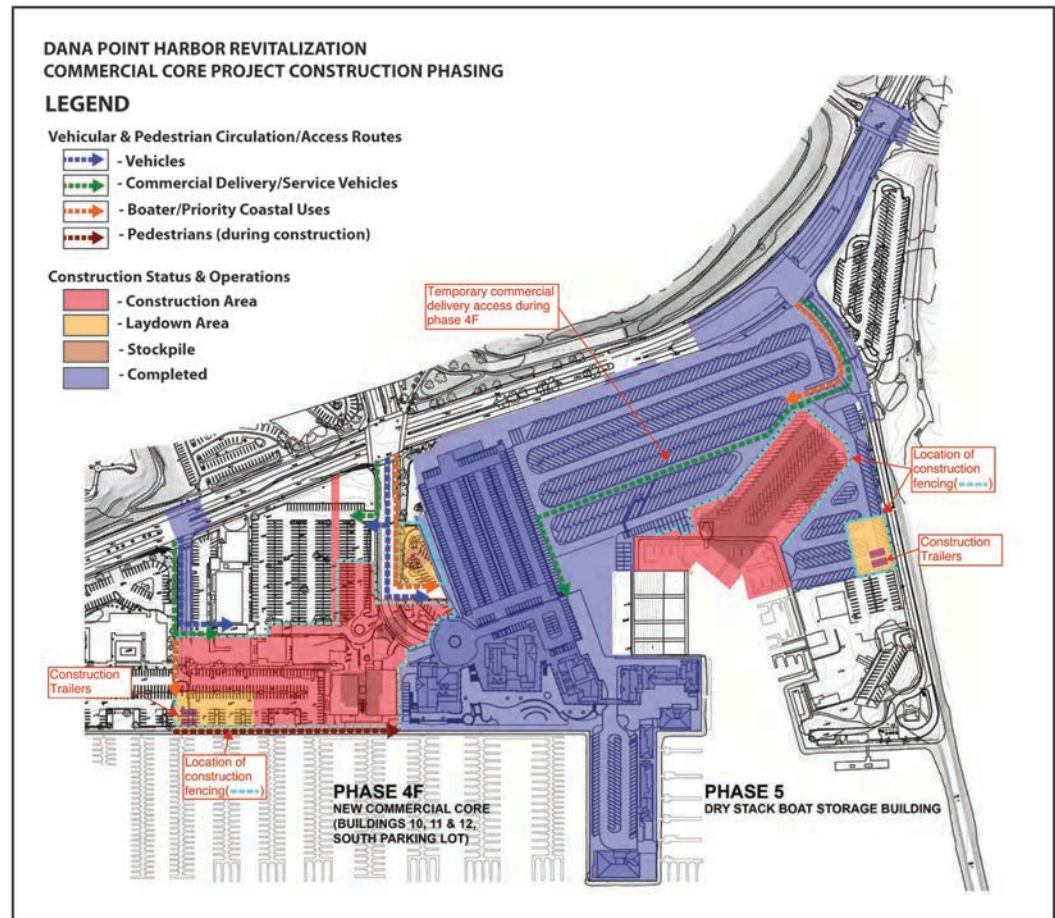 DANA POINT HARBOR REVITALIZATION
COMMERCIAL CORE PROJECT CONSTRUCTION PHASING
LEGEND
Vehicular & Pedestrian Circulation/Access Routes
- Vehicles
- Commercial Delivery/Service Vehicles
- Boater/Priority Coastal Uses
- Pedestrians (during construction)
Construction Status & Operations
- Construction Area
- Laydown Area
- Stockpile
- Completed
Temporary commercial
delivery access during
phase 4F
Location of
construction
fencing(----)
Construction
Trailers
Construction
Trailers
Location of
construction
fencing(----)
PHASE 4F
NEW COMMERCIAL CORE
(BUILDINGS 10, 11 & 12,
SOUTH PARKING LOT)
PHASE 5
DRY STACK BOAT STORAGE BUILDING